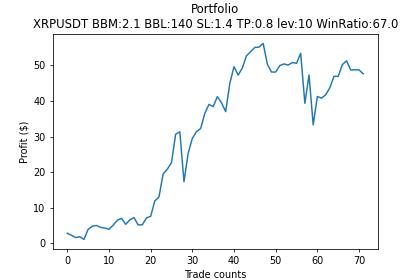 Portfolio
XRPUSDT BBM:2.1 BBL:140 SL:1.4 TP:0.8 lev:10 WinRatio:67.0
Profit ($)
50
40
30
20
10
0
0 10 20 30 40 50 60 70
Trade counts